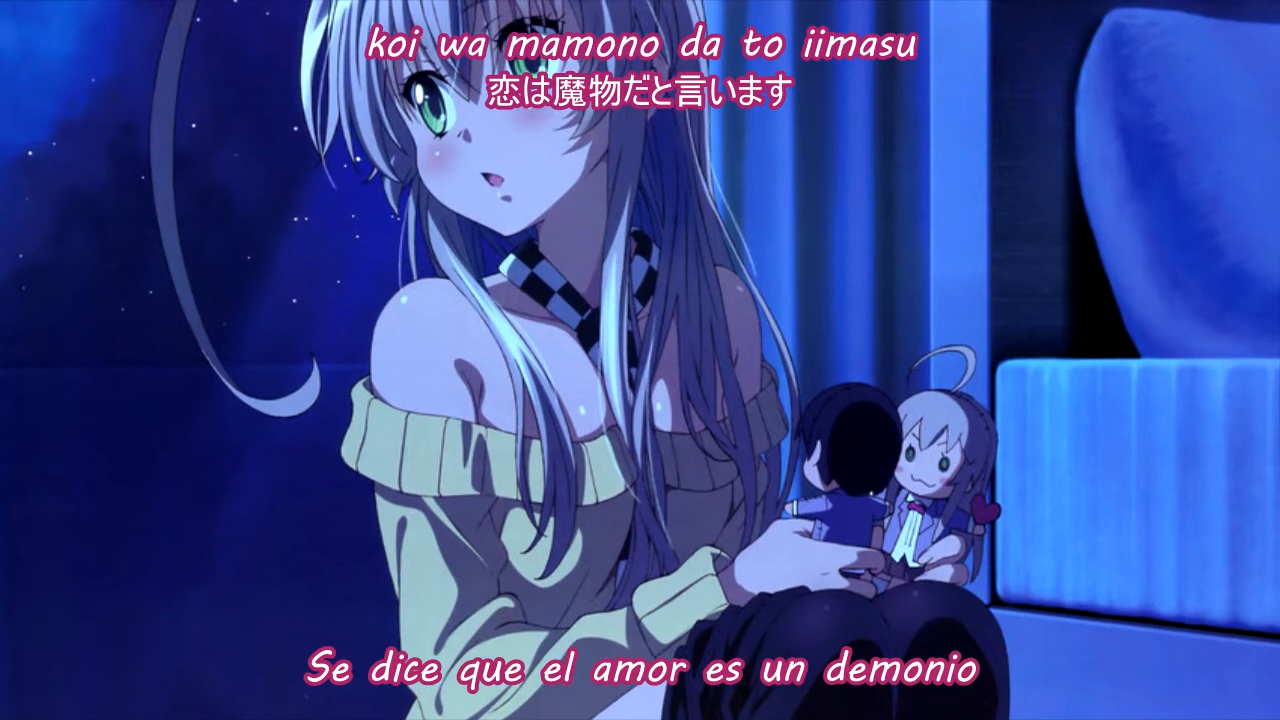 koi wa mamono da to iimasu
恋は魔物だと言います
Se dice que el amor es un demonio